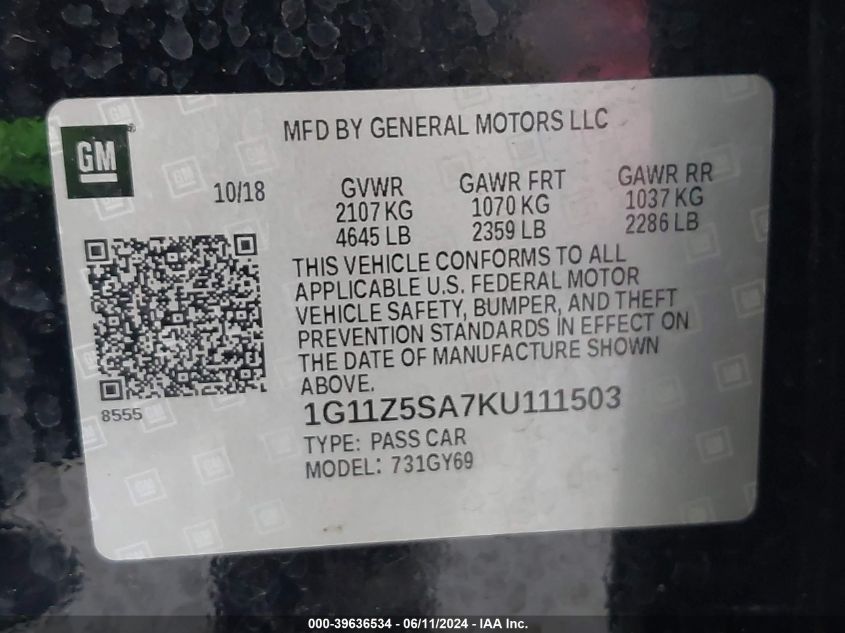 GM
MFD BY GENERAL MOTORS LLC
10/18
GVWR
2107 KG
4645 LB
GAWR FRT
1070 KG
2359 LB
GAWR RR
1037 KG
2286 LB
THIS VEHICLE CONFORMS TO ALL
APPLICABLE U.S. FEDERAL MOTOR
VEHICLE SAFETY, BUMPER, AND THEFT
PREVENTION STANDARDS IN EFFECT ON
THE DATE OF MANUFACTURE SHOWN
ABOVE.
8555
1G11Z5SA7KU111503
TYPE: PASS CAR
MODEL: 731GY69
000-39636534 - 06/11/2024 - IAA Inc.